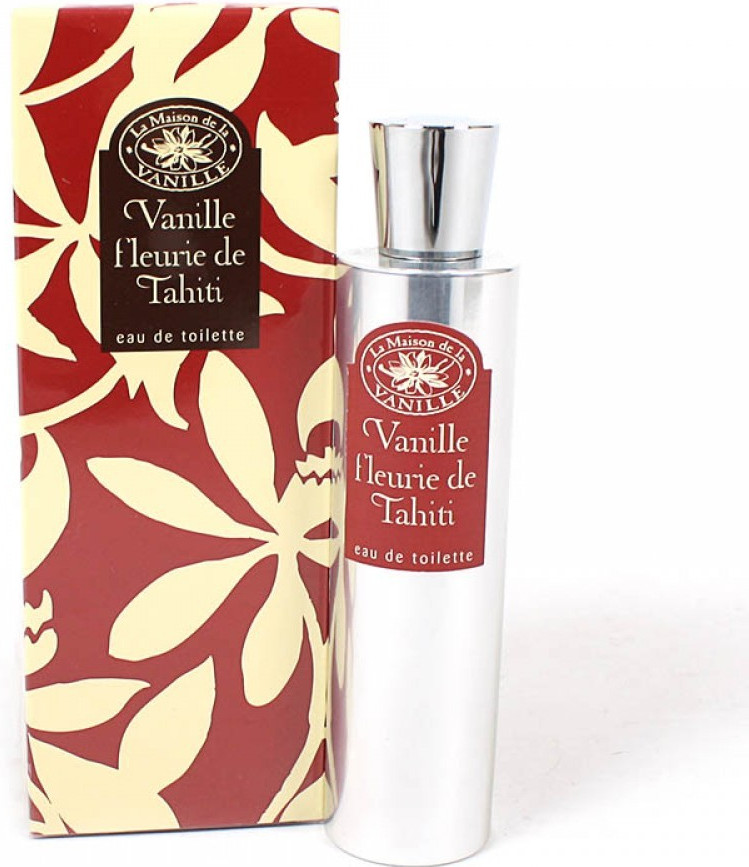 La Maison de la
VANILLE
Vanille
fleurie de
Tahiti
eau de toilette
La Maison de la
VANILLE
Vanille
fleurie de
Tahiti
eau de toilette